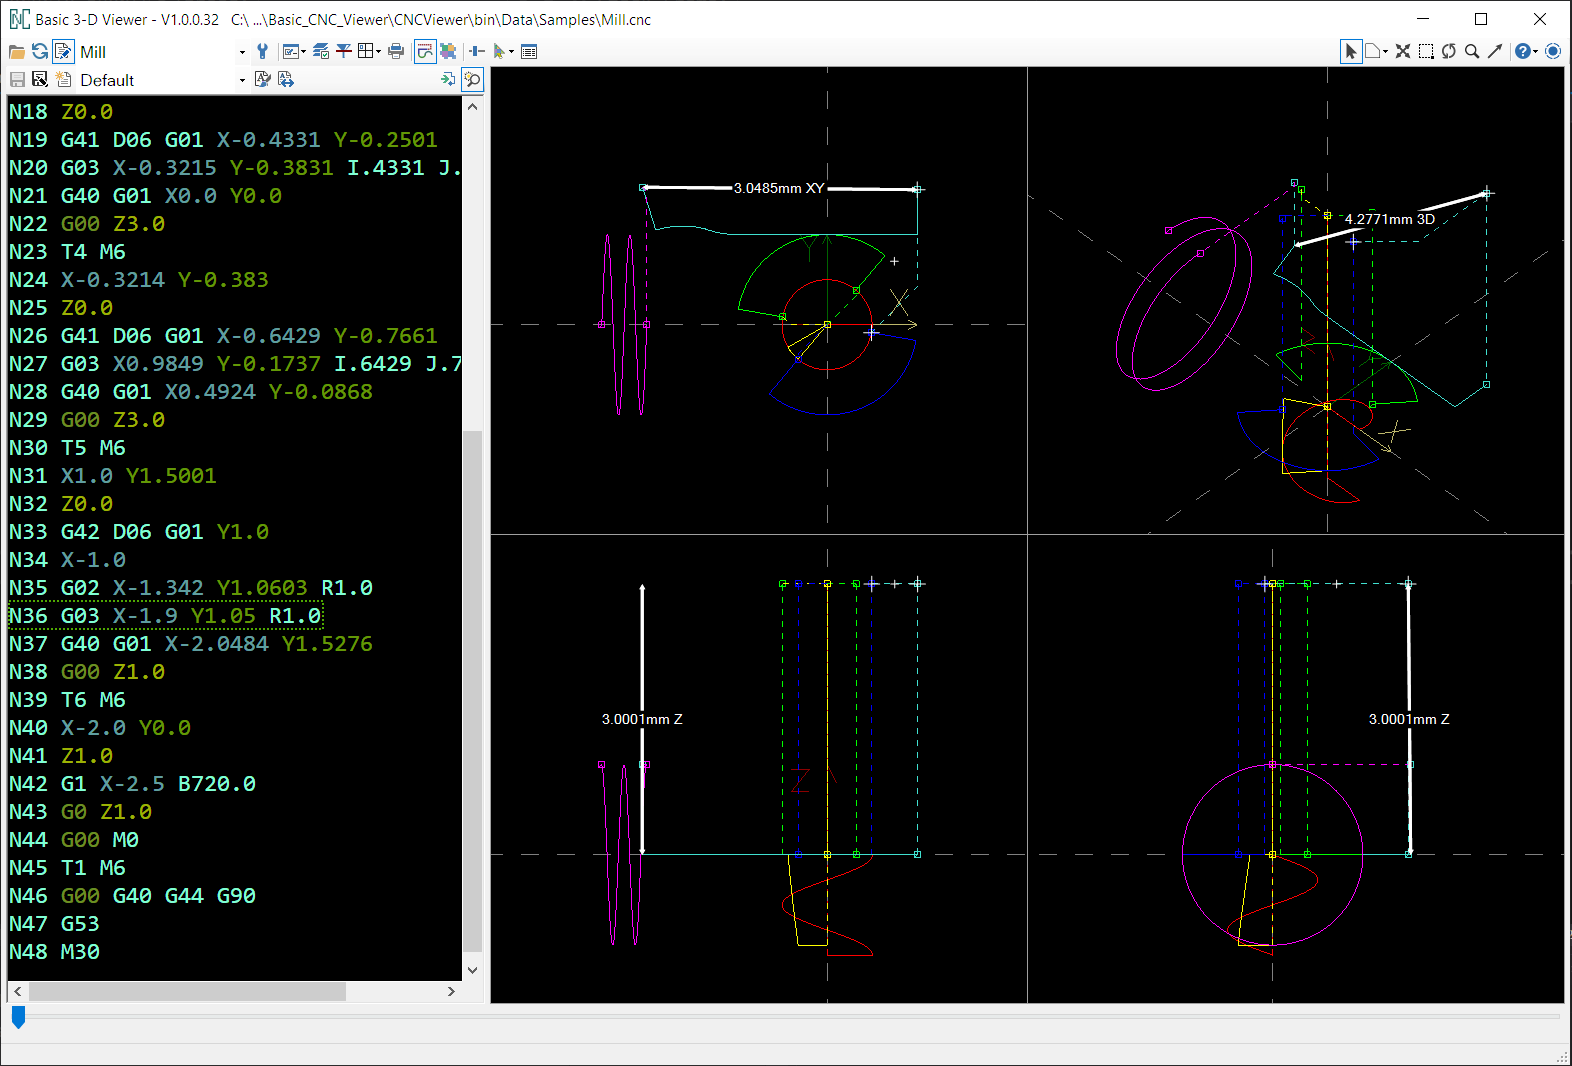 Basic 3-D Viewer - V1.0.0.32 C:\ ...\Basic_CNC_Viewer\CNCViewer\bin\Data\Samples\Mill.cnc
Mill
Default
N18 Z0.0
N19 G41 D06 G01 X-0.4331 Y-0.2501
N20 G03 X-0.3215 Y-0.3831 I.4331 J.
N21 G40 G01 X0.0 Y0.0
N22 G00 Z3.0
N23 T4 M6
N24 X-0.3214 Y-0.383
N25 Z0.0
N26 G41 D06 G01 X-0.6429 Y-0.7661
N27 G03 X0.9849 Y-0.1737 I.6429 J.7
N28 G40 G01 X0.4924 Y-0.0868
N29 G00 Z3.0
N30 T5 M6
N31 X1.0 Y1.5001
N32 Z0.0
N33 G42 D06 G01 Y1.0
N34 X-1.0
N35 G02 X-1.342 Y1.0603 R1.0
N36 G03 X-1.9 Y1.05 R1.0
N37 G40 G01 X-2.0484 Y1.5276
N38 G00 Z1.0
N39 T6 M6
N40 X-2.0 Y0.0
N41 Z1.0
N42 G1 X-2.5 B720.0
N43 G0 Z1.0
N44 G00 M0
N45 T1 M6
N46 G00 G40 G44 G90
N47 G53
N48 M30
3.0485mm XY
Y
X
4.2771mm 3D
Z
X
3.0001mm Z
Z
3.0001mm Z